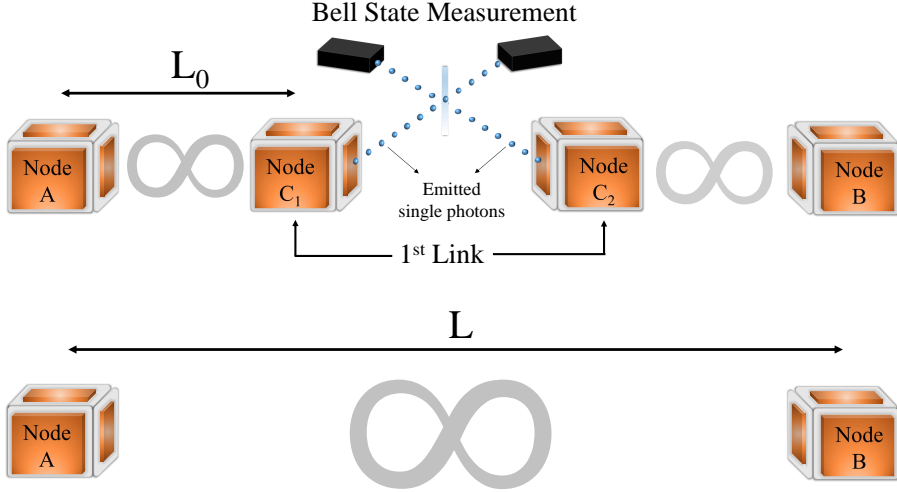 Bell State Measurement
L₀
Node
A
Node
C₁
Node
C₂
Node
B
Emitted
single photons
1ˢᵗ Link
L
Node
A
Node
B